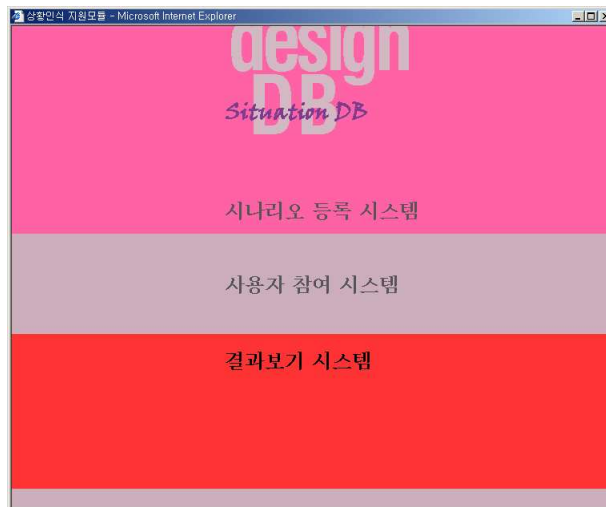 상황인식 지원모듈 - Microsoft Internet Explorer
design
DB
Situation DB
시나리오 등록 시스템
사용자 참여 시스템
결과보기 시스템